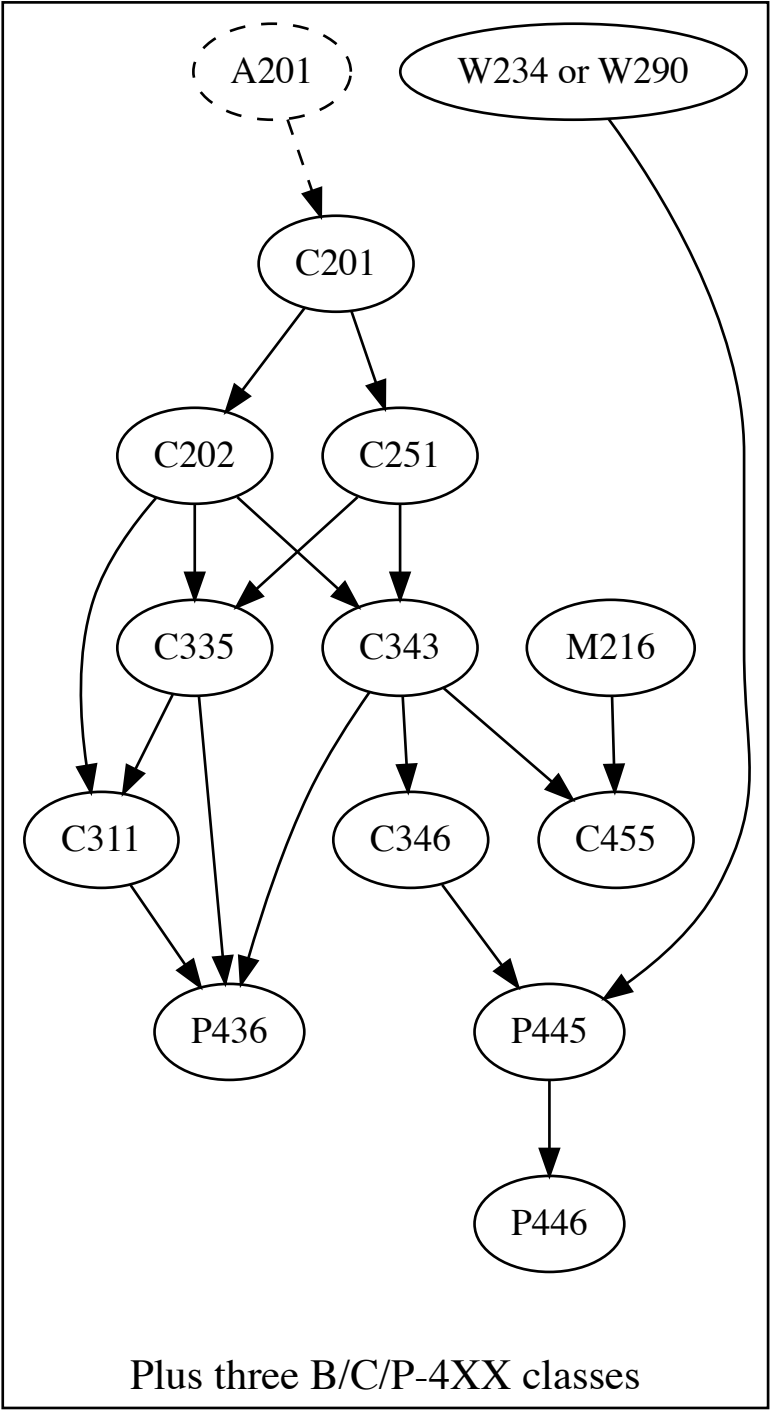 A201
W234 or W290
C201
C202
C251
C335
C343
M216
C311
C346
C455
P436
P445
P446
Plus three B/C/P-4XX classes